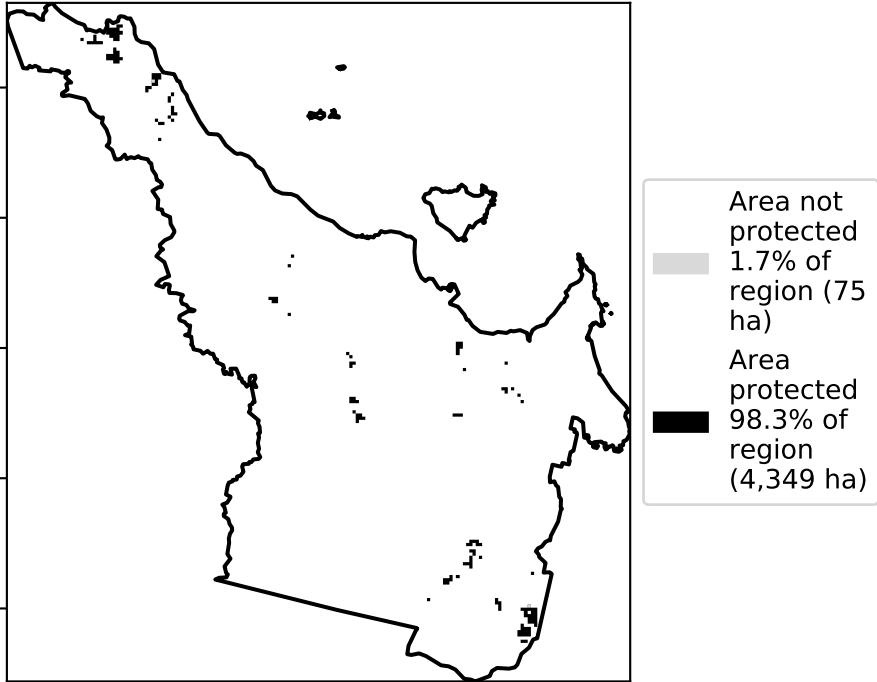 Area not
protected
1.7% of
region (75
ha)
Area
protected
98.3% of
region
(4,349 ha)